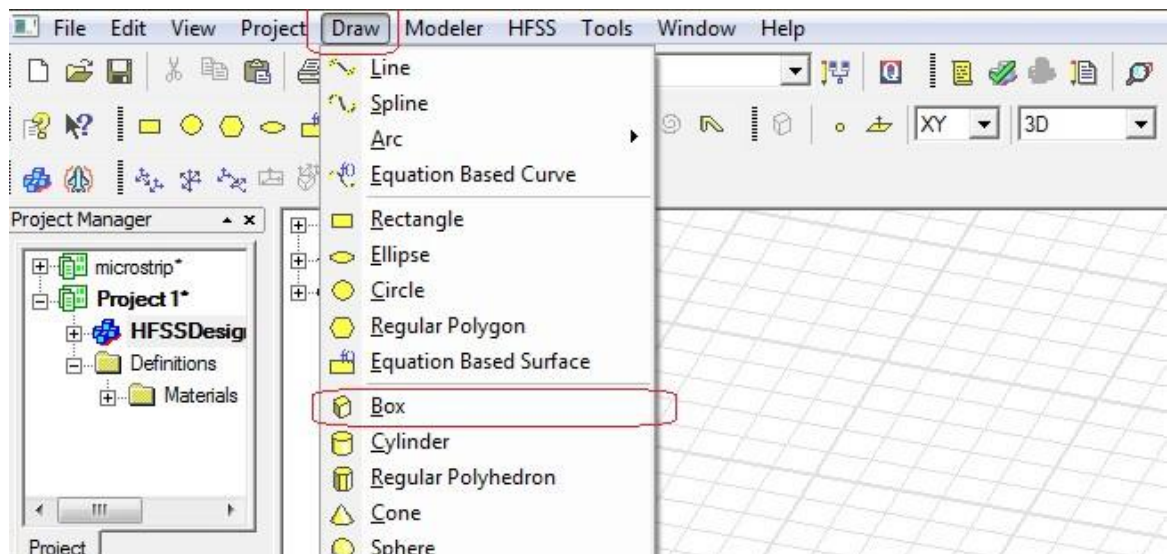 File Edit View Project Draw Modeler HFSS Tools Window Help
XY 3D
Project Manager
microstrip*
Project1*
HFSSDesig
Definitions
Materials
Project
Line
Spline
Arc
Equation Based Curve
Rectangle
Ellipse
Circle
Regular Polygon
Equation Based Surface
Box
Cylinder
Regular Polyhedron
Cone
Sphere